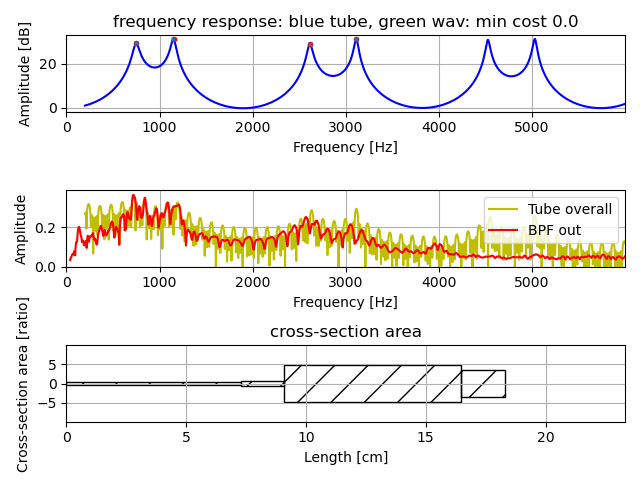 frequency response: blue tube, green wav: min cost 0.0
Amplitude [dB]
20
0
0 1000 2000 3000 4000 5000
Frequency [Hz]
Amplitude
0.2
0.0
Tube overall
BPF out
0 1000 2000 3000 4000 5000
Frequency [Hz]
cross-section area
Cross-section area [ratio]
5
0
−5
0 5 10 15 20
Length [cm]